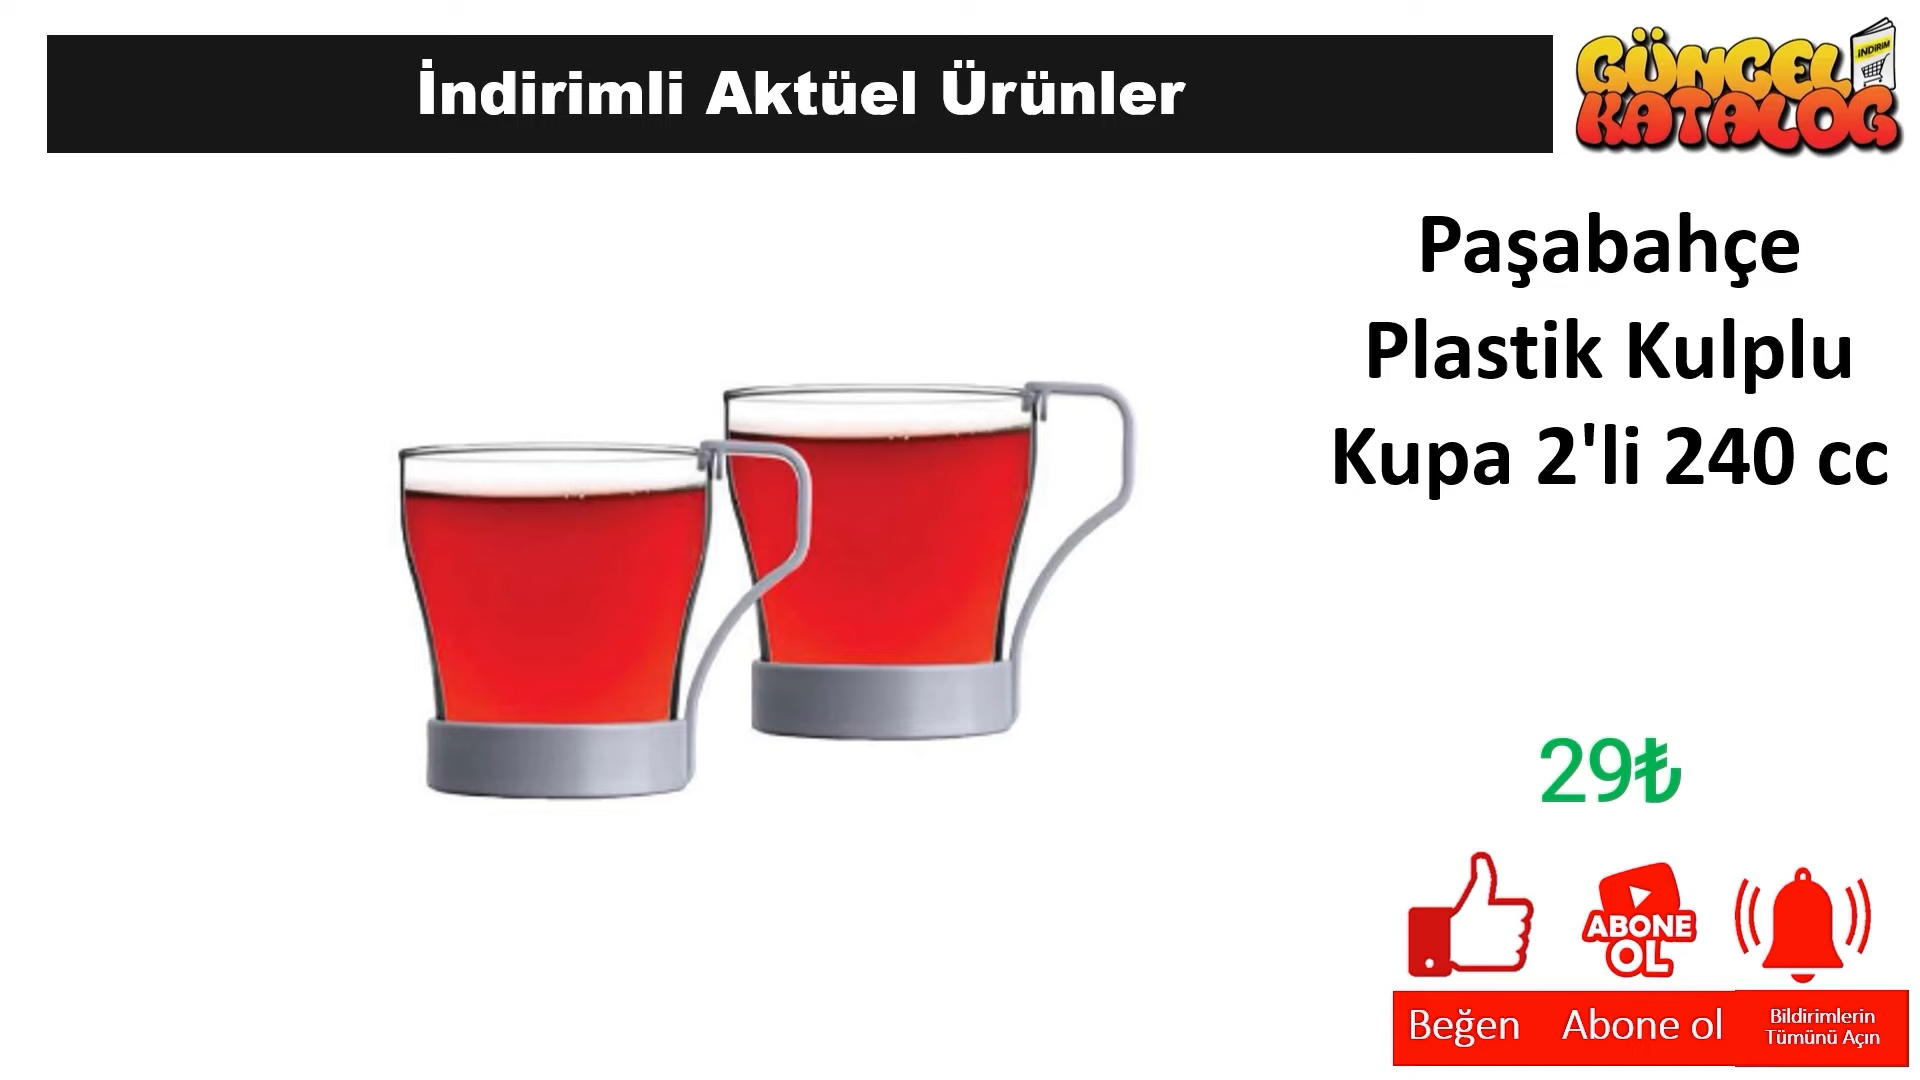 İndirimli Aktüel Ürünler
GÜNCEL
İNDİRİM
KATALOG
Paşabahçe
Plastik Kulplu
Kupa 2'li 240 cc
29₺
ABONE
OL
Beğen
Abone ol
Bildirimlerin
Tümünü Açın